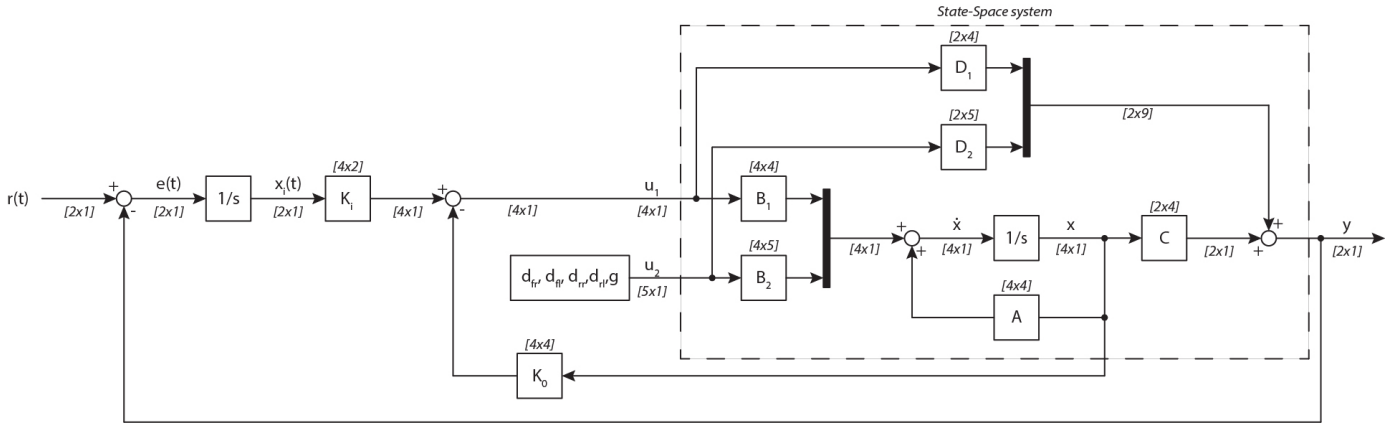 State-Space system
[2x4]
D1
[2x5]
D2
[2x9]
r(t)
+
-
[2x1]
e(t)
[2x1]
1/s
xi(t)
[2x1]
[4x2]
Ki
[4x1]
+
-
[4x1]
u1
[4x1]
[4x4]
B1
[4x5]
B2
dfr, dfl, drr,drl,g
u2
[5x1]
[4x1]
+
+
ẋ
[4x1]
1/s
x
[4x1]
[4x4]
A
[2x4]
C
[2x1]
+
+
y
[2x1]
[4x4]
Ko